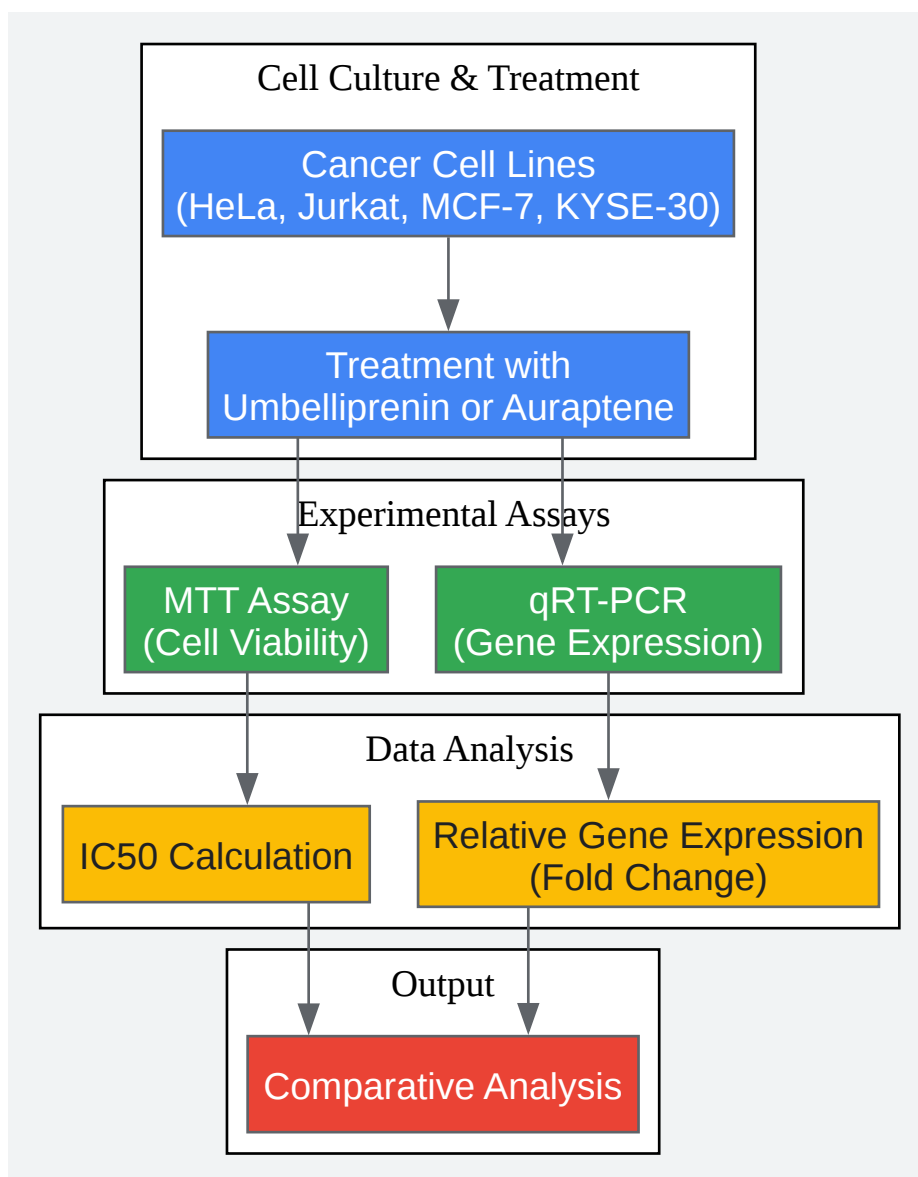 Cell Culture & Treatment
Cancer Cell Lines
(HeLa, Jurkat, MCF-7, KYSE-30)
Treatment with
Umbelliprenin or Auraptene
Experimental Assays
MTT Assay
(Cell Viability)
qRT-PCR
(Gene Expression)
Data Analysis
IC50 Calculation
Relative Gene Expression
(Fold Change)
Output
Comparative Analysis